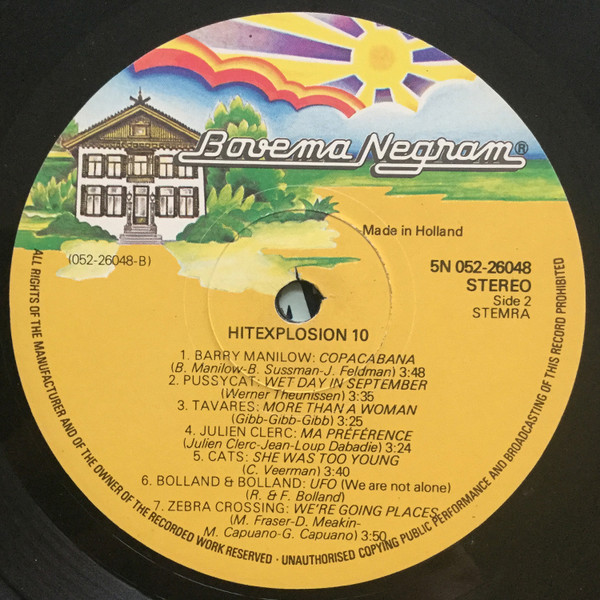 Bovema Negram®
Made in Holland
(052-26048-B)
5N 052-26048
STEREO
Side 2
STEMRA
HITEXPLOSION 10
1. BARRY MANILOW: COPACABANA
(B. Manilow-B. Sussman-J. Feldman) 3:48
2. PUSSYCAT: WET DAY IN SEPTEMBER
(Werner Theunissen) 3:35
3. TAVARES: MORE THAN A WOMAN
(Gibb-Gibb-Gibb) 3:25
4. JULIEN CLERC: MA PRÉFÉRENCE
(Julien Clerc-Jean-Loup Dabadie) 3:24
5. CATS: SHE WAS TOO YOUNG
(C. Veerman) 3:40
6. BOLLAND & BOLLAND: UFO (We are not alone)
(R. & F. Bolland)
7. ZEBRA CROSSING: WE'RE GOING PLACES
(M. Fraser-D. Meakin-
M. Capuano-G. Capuano) 3:50
ALL RIGHTS OF THE MANUFACTURER AND OF THE OWNER OF THE RECORDED WORK RESERVED · UNAUTHORISED COPYING PUBLIC PERFORMANCE AND BROADCASTING OF THIS RECORD PROHIBITED